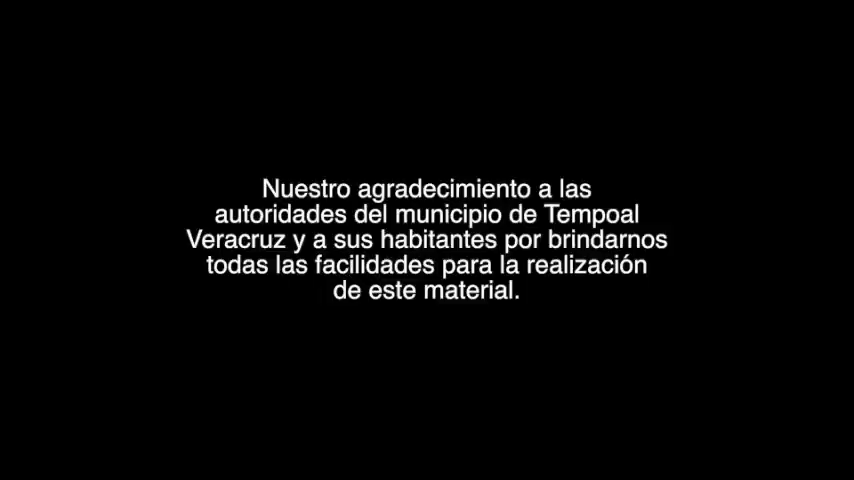 Nuestro agradecimiento a las
autoridades del municipio de Tempoal
Veracruz y a sus habitantes por brindarnos
todas las facilidades para la realización
de este material.